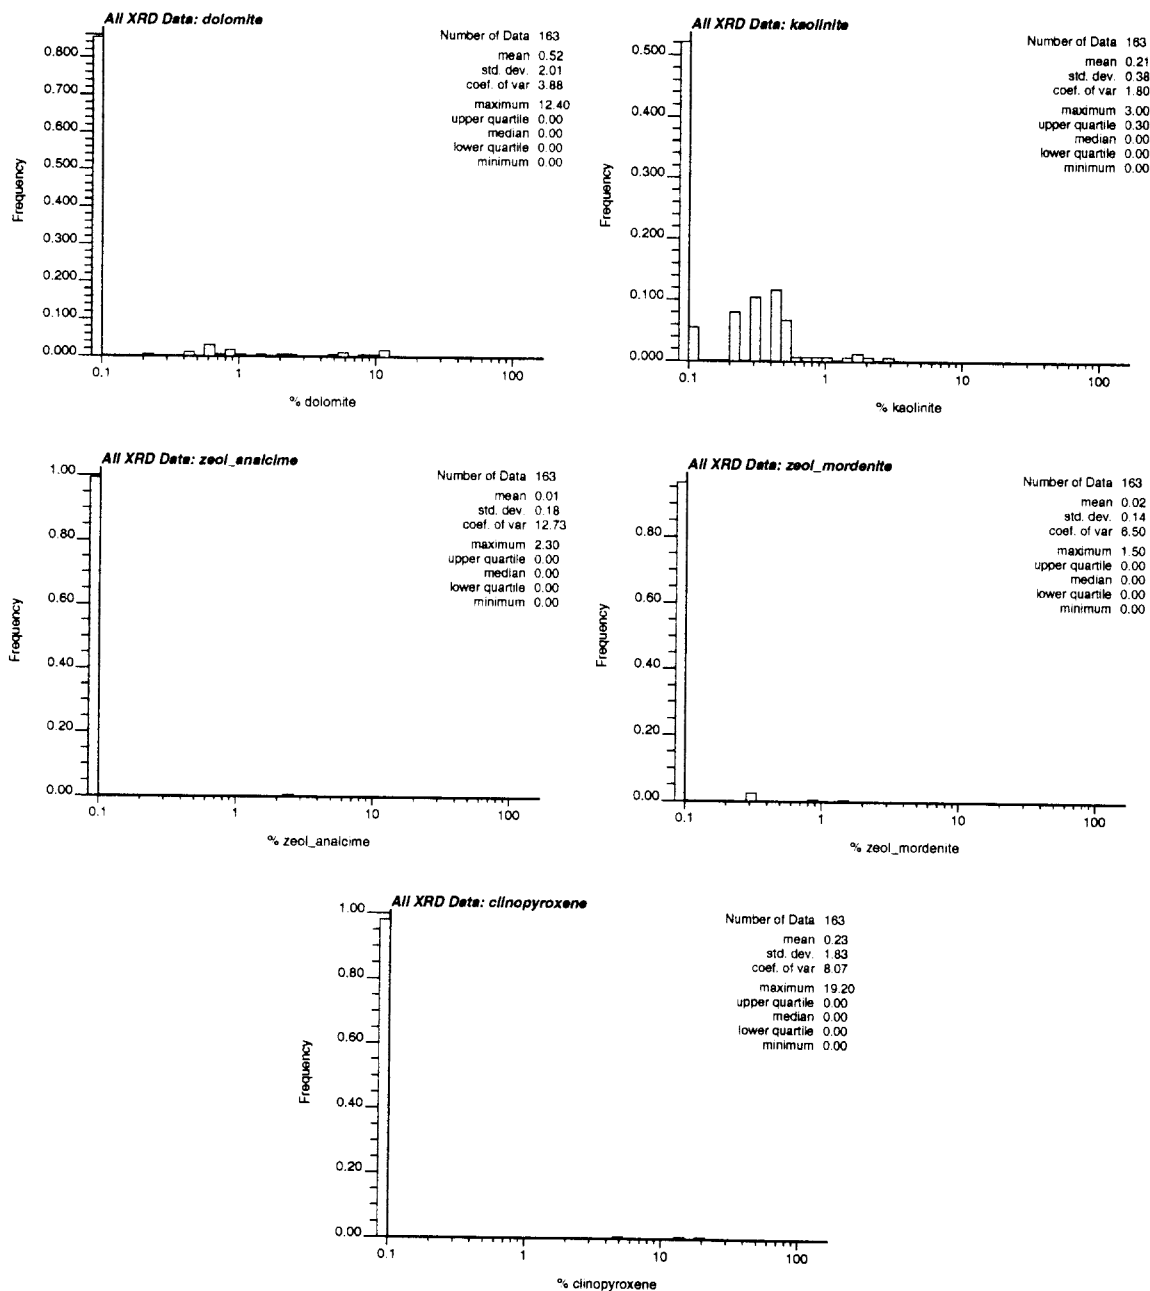 All XRD Data: dolomite
Number of Data 163
mean 0.52
std. dev. 2.01
coef. of var 3.88
maximum 12.40
upper quartile 0.00
median 0.00
lower quartile 0.00
minimum 0.00
Frequency
0.800
0.700
0.600
0.500
0.400
0.300
0.200
0.100
0.000
0.1 1 10 100
% dolomite
All XRD Data: kaolinite
Number of Data 163
mean 0.21
std. dev. 0.38
coef. of var 1.80
maximum 3.00
upper quartile 0.30
median 0.00
lower quartile 0.00
minimum 0.00
Frequency
0.500
0.400
0.300
0.200
0.100
0.000
0.1 1 10 100
% kaolinite
All XRD Data: zeol_analcime
Number of Data 163
mean 0.01
std. dev. 0.18
coef. of var 12.73
maximum 2.30
upper quartile 0.00
median 0.00
lower quartile 0.00
minimum 0.00
Frequency
1.00
0.80
0.60
0.40
0.20
0.00
0.1 1 10 100
% zeol_analcime
All XRD Data: zeol_mordenite
Number of Data 163
mean 0.02
std. dev. 0.14
coef. of var 6.50
maximum 1.50
upper quartile 0.00
median 0.00
lower quartile 0.00
minimum 0.00
Frequency
0.80
0.60
0.40
0.20
0.00
0.1 1 10 100
% zeol_mordenite
All XRD Data: clinopyroxene
Number of Data 163
mean 0.23
std. dev. 1.83
coef. of var 8.07
maximum 19.20
upper quartile 0.00
median 0.00
lower quartile 0.00
minimum 0.00
Frequency
1.00
0.80
0.60
0.40
0.20
0.00
0.1 1 10 100
% clinopyroxene